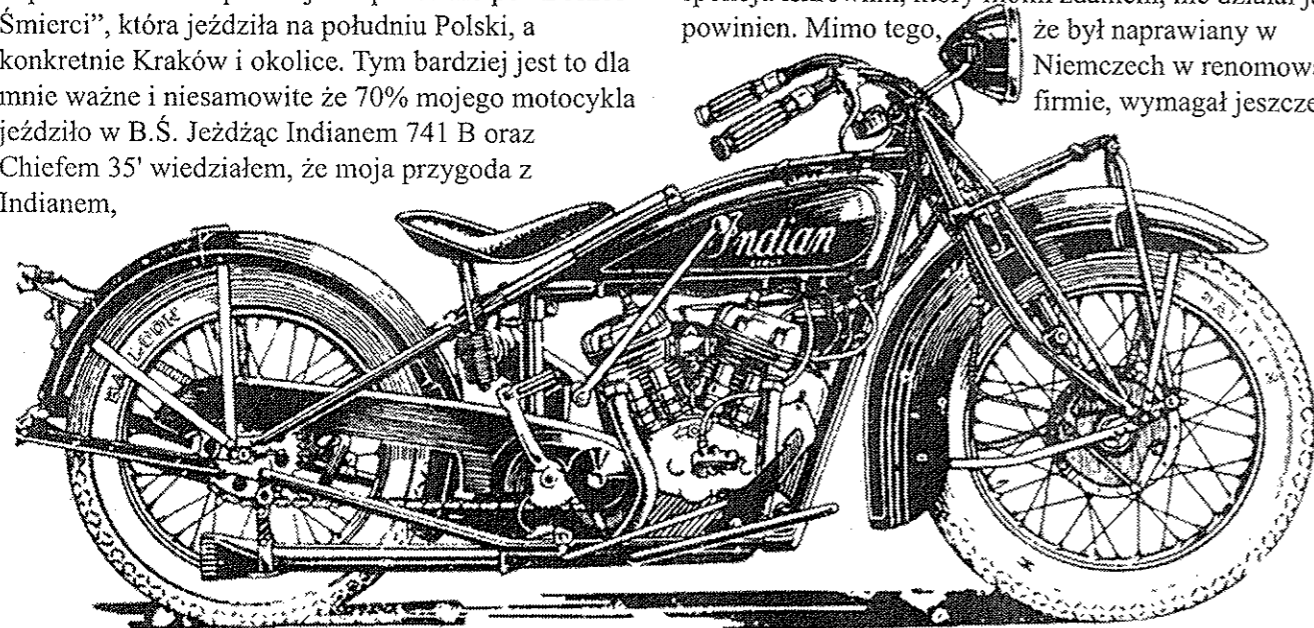 Śmierci”, która jeździła na południu Polski, a
konkretnie Kraków i okolice. Tym bardziej jest to dla
mnie ważne i niesamowite że 70% mojego motocykla
jeździło w B.Ś. Jeżdżąc Indianem 741 B oraz
Chiefem 35' wiedziałem, że moja przygoda z
Indianem,
powinien. Mimo tego,
że był naprawiany w
Niemczech w renomow
firmie, wymagał jeszcze
Indian